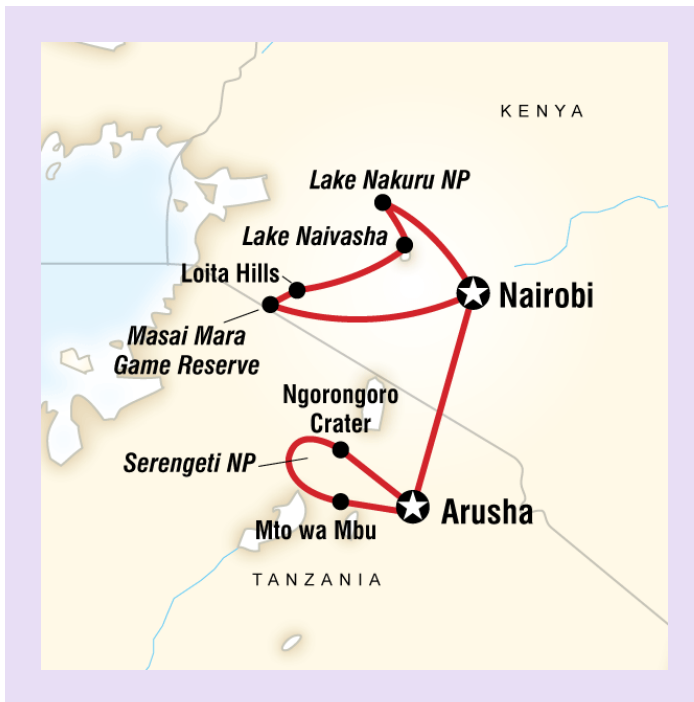 KENYA
Lake Nakuru NP
Lake Naivasha
Loita Hills
Nairobi
Masai Mara
Game Reserve
Ngorongoro
Crater
Serengeti NP
Arusha
Mto wa Mbu
TANZANIA